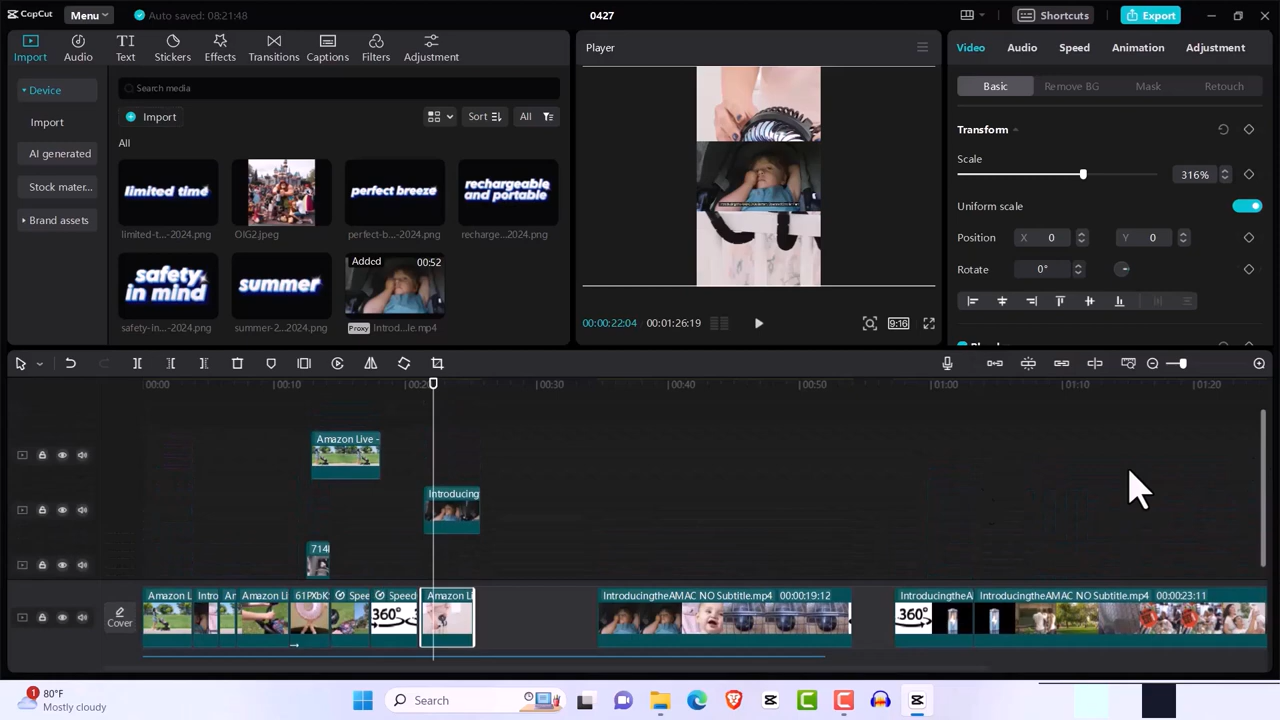 CapCut
Menu
Auto saved: 08:21:48
0427
Shortcuts
Export
Import
Audio
Text
Stickers
Effects
Transitions
Captions
Filters
Adjustment
Device
Import
AI generated
Stock mater...
Brand assets
Search media
Import
Sort
All
All
limited time
limited-t...-2024.png
OIG2.jpeg
perfect breeze
perfect-b...-2024.png
rechargeable
and portable
recharge...-2024.png
safety
in mind
safety-in...-2024.png
summer
summer-2...2024.png
Added
00:52
Proxy
Introd...le.mp4
Player
00:00:22:04
00:01:26:19
9:16
Video
Audio
Speed
Animation
Adjustment
Basic
Remove BG
Mask
Retouch
Transform
Scale
316%
Uniform scale
Position
X
0
Y
0
Rotate
0°
00:00
00:10
00:20
00:30
00:40
00:50
01:00
01:10
01:20
Amazon Live -
Introducing
714l
Cover
Amazon L
Intro
Am
Amazon Li
61PXbK
Spee
Speed
360°
Amazon Li
IntroducingtheAMAC NO Subtitle.mp4
00:00:19:12
IntroducingtheAl
360°
IntroducingtheAMAC NO Subtitle.mp4
00:00:23:11
1
80°F
Mostly cloudy
Search